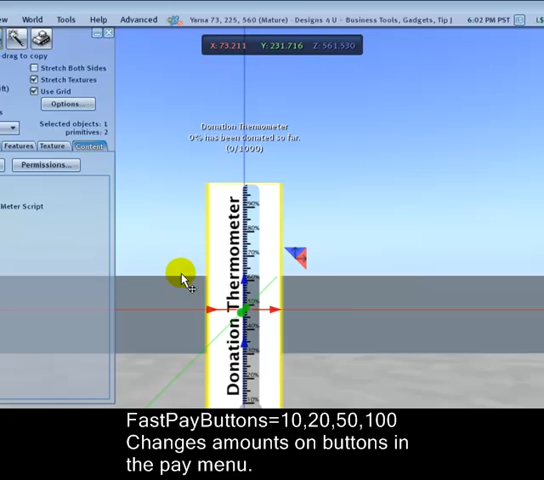 World Tools Help Advanced Yarna 73, 225, 560 (Mature) - Designs 4 U - Business Tools, Gadgets, Tip J 6:02 PM PST L$
X: 73.211 Y: 231.716 Z: 561.530
-drag to copy
Stretch Both Sides
Stretch Textures
Use Grid
Options...
Selected objects: 1
primitives: 2
Features Texture Content
Permissions...
Meter Script
Donation Thermometer
0% has been donated so far.
(0/1000)
Donation Thermometer
FastPayButtons=10,20,50,100
Changes amounts on buttons in
the pay menu.